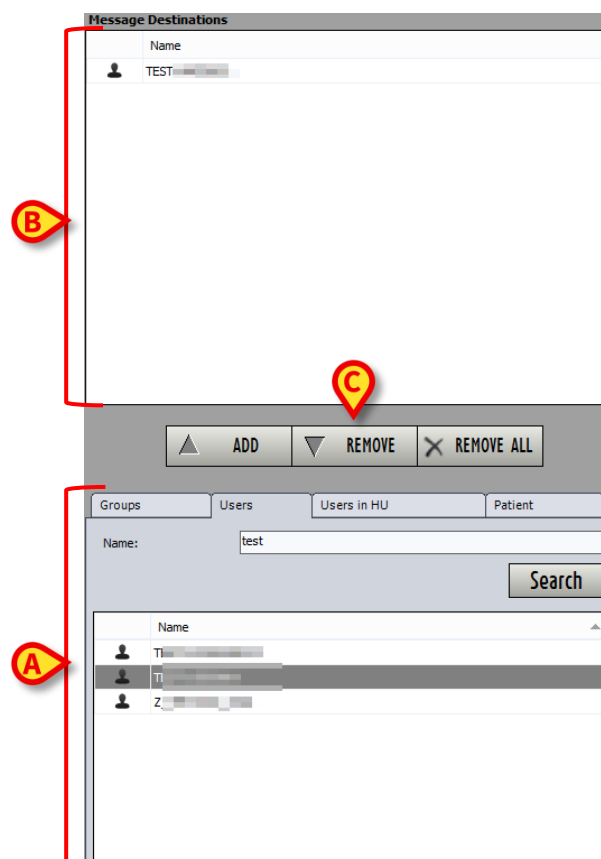 Message Destinations
Name
TEST
B
C
ADD REMOVE REMOVE ALL
Groups Users Users in HU Patient
Name: test
Search
Name
A